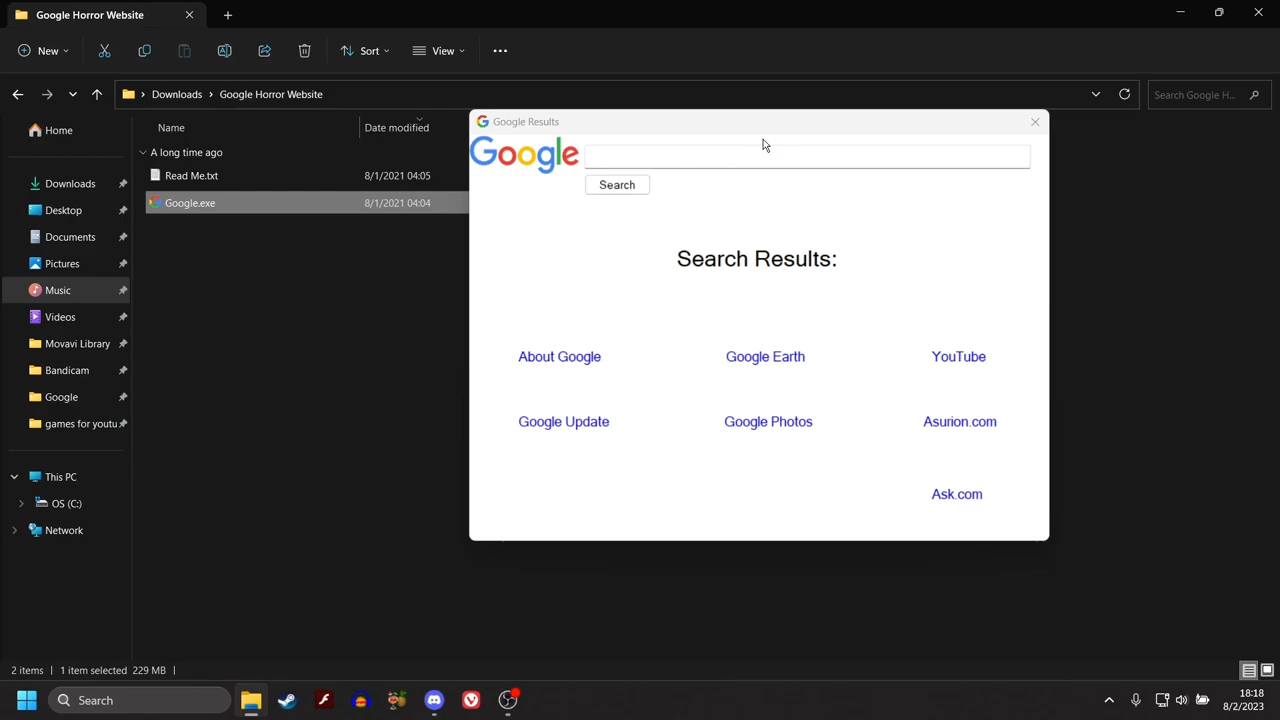 Google Horror Website
New
Sort
View
Downloads
Google Horror Website
Search Google H...
Home
Downloads
Desktop
Documents
Pictures
Music
Videos
Movavi Library
Bandicam
Google
games for youtu
This PC
OS (C:)
Network
Name
Date modified
A long time ago
Read Me.txt
8/1/2021 04:05
Google.exe
8/1/2021 04:04
Google Results
Google
Search
Search Results:
About Google
Google Earth
YouTube
Google Update
Google Photos
Asurion.com
Ask.com
2 items
1 item selected 229 MB
Search
18:18
8/2/2023